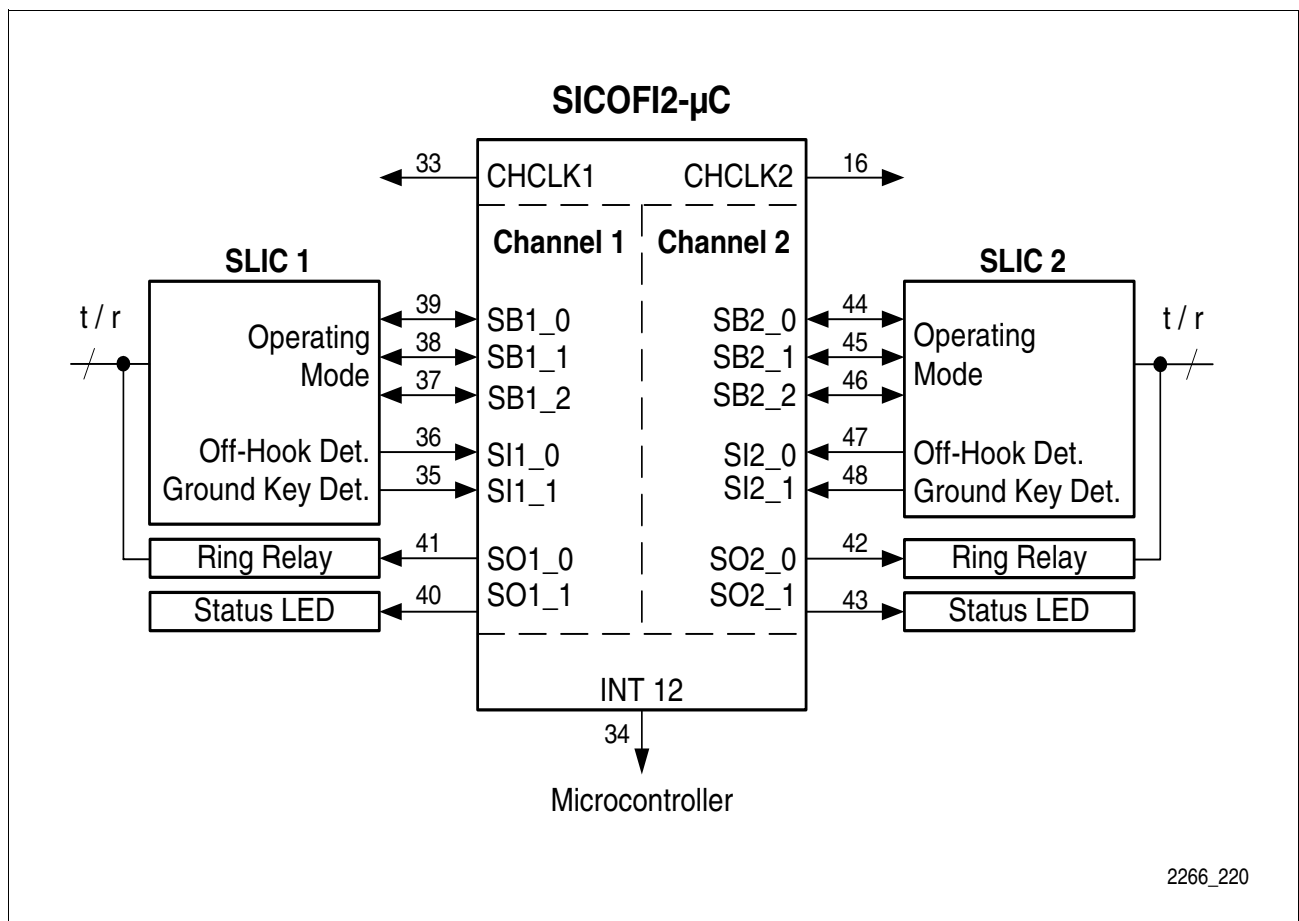 SICOFI2-µC
33 CHCLK1 CHCLK2 16
Channel 1 Channel 2
SLIC 1 SLIC 2
t / r t / r
Operating Mode
39 SB1_0 SB2_0 44
38 SB1_1 SB2_1 45
37 SB1_2 SB2_2 46
Operating Mode
Off-Hook Det. 36 SI1_0 SI2_0 47 Off-Hook Det.
Ground Key Det. 35 SI1_1 SI2_1 48 Ground Key Det.
Ring Relay 41 SO1_0 SO2_0 42 Ring Relay
Status LED 40 SO1_1 SO2_1 43 Status LED
INT 12
34
Microcontroller
2266_220